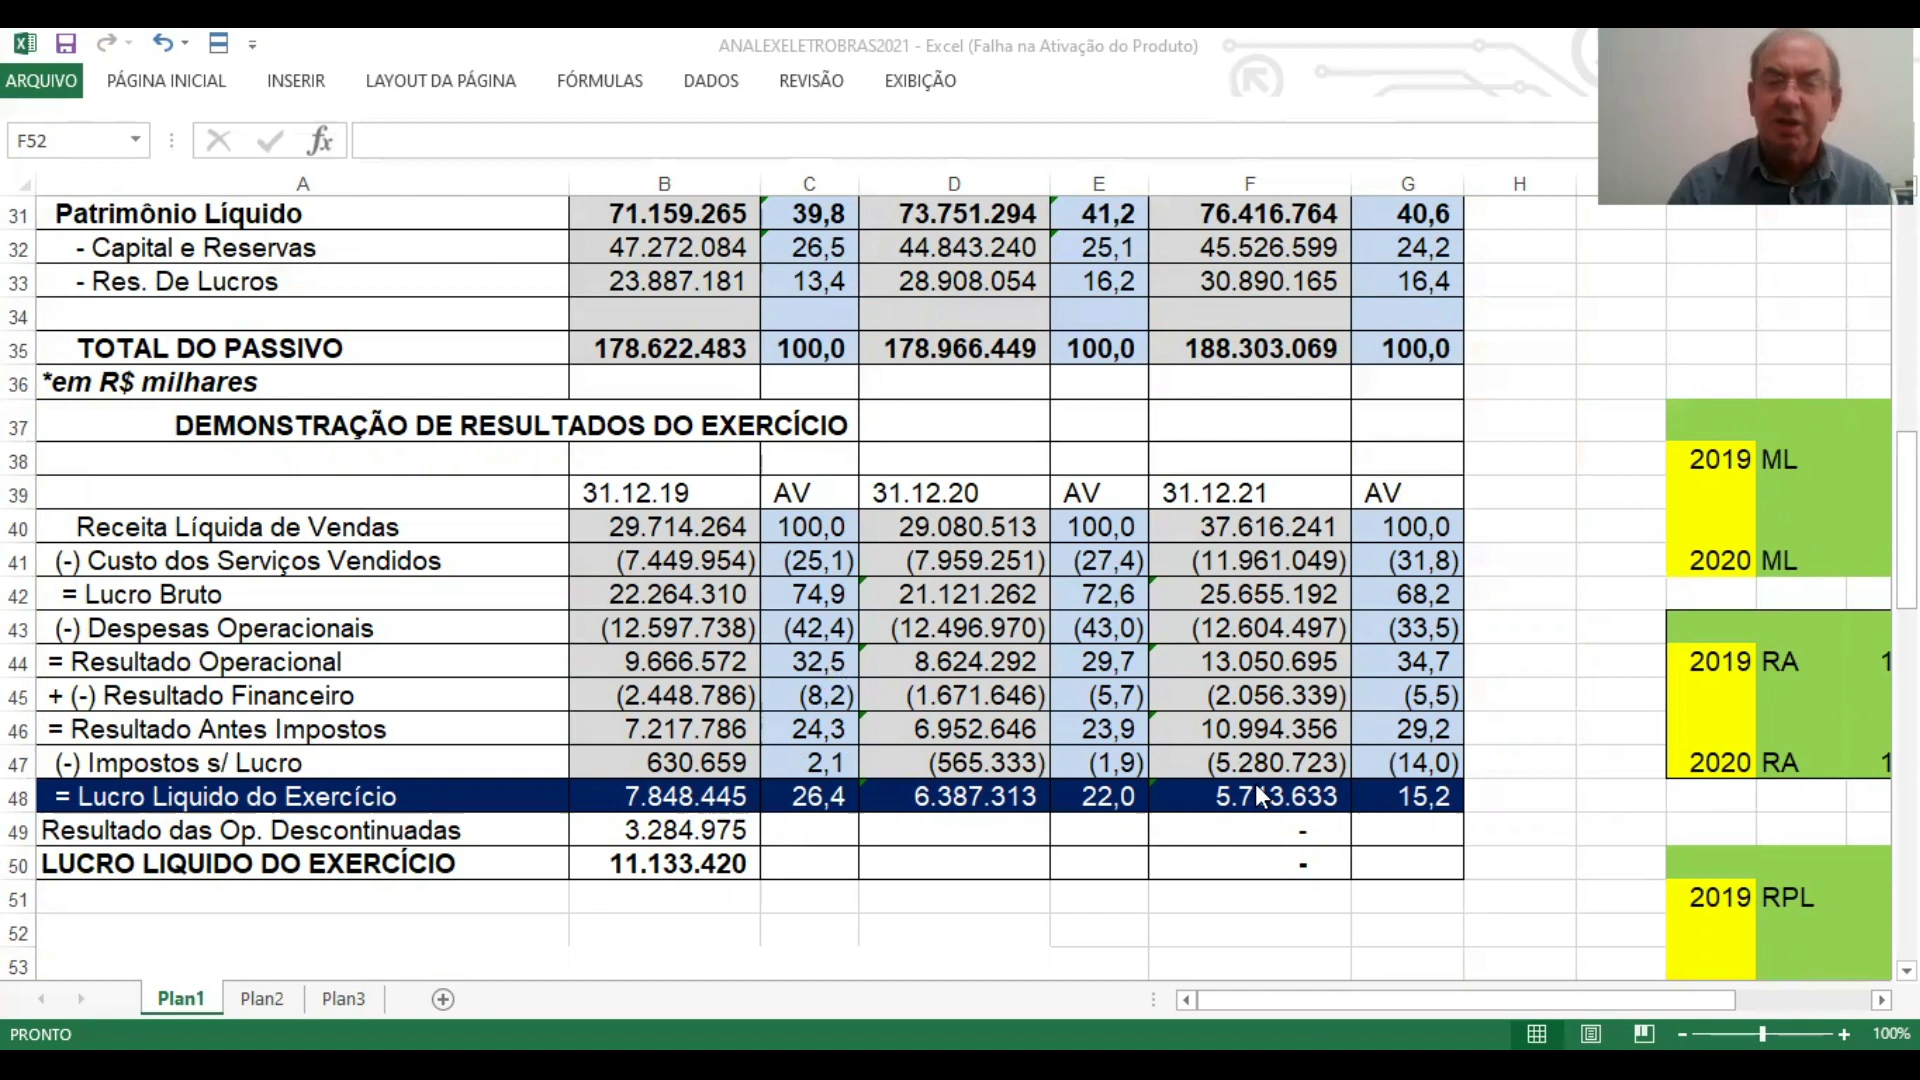 ANALEXELETROBRAS2021 - Excel (Falha na Ativação do Produto)
ARQUIVO PÁGINA INICIAL INSERIR LAYOUT DA PÁGINA FÓRMULAS DADOS REVISÃO EXIBIÇÃO
F52 fx
A B C D E F G H
31 Patrimônio Líquido 71.159.265 39,8 73.751.294 41,2 76.416.764 40,6
32 - Capital e Reservas 47.272.084 26,5 44.843.240 25,1 45.526.599 24,2
33 - Res. De Lucros 23.887.181 13,4 28.908.054 16,2 30.890.165 16,4
34
35 TOTAL DO PASSIVO 178.622.483 100,0 178.966.449 100,0 188.303.069 100,0
36 *em R$ milhares
37 DEMONSTRAÇÃO DE RESULTADOS DO EXERCÍCIO
38 2019 ML
39 31.12.19 AV 31.12.20 AV 31.12.21 AV
40 Receita Líquida de Vendas 29.714.264 100,0 29.080.513 100,0 37.616.241 100,0
41 (-) Custo dos Serviços Vendidos (7.449.954) (25,1) (7.959.251) (27,4) (11.961.049) (31,8) 2020 ML
42 = Lucro Bruto 22.264.310 74,9 21.121.262 72,6 25.655.192 68,2
43 (-) Despesas Operacionais (12.597.738) (42,4) (12.496.970) (43,0) (12.604.497) (33,5)
44 = Resultado Operacional 9.666.572 32,5 8.624.292 29,7 13.050.695 34,7 2019 RA 1
45 + (-) Resultado Financeiro (2.448.786) (8,2) (1.671.646) (5,7) (2.056.339) (5,5)
46 = Resultado Antes Impostos 7.217.786 24,3 6.952.646 23,9 10.994.356 29,2
47 (-) Impostos s/ Lucro 630.659 2,1 (565.333) (1,9) (5.280.723) (14,0) 2020 RA 1
48 = Lucro Liquido do Exercício 7.848.445 26,4 6.387.313 22,0 15,2
49 Resultado das Op. Descontinuadas 3.284.975 -
50 LUCRO LIQUIDO DO EXERCÍCIO 11.133.420 -
51 2019 RPL
52
53
Plan1 Plan2 Plan3
PRONTO 100%